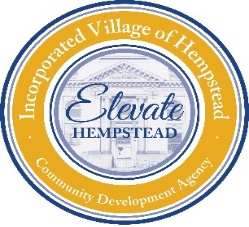 Incorporated Village of Hempstead
Elevate
HEMPSTEAD
Community Development Agency